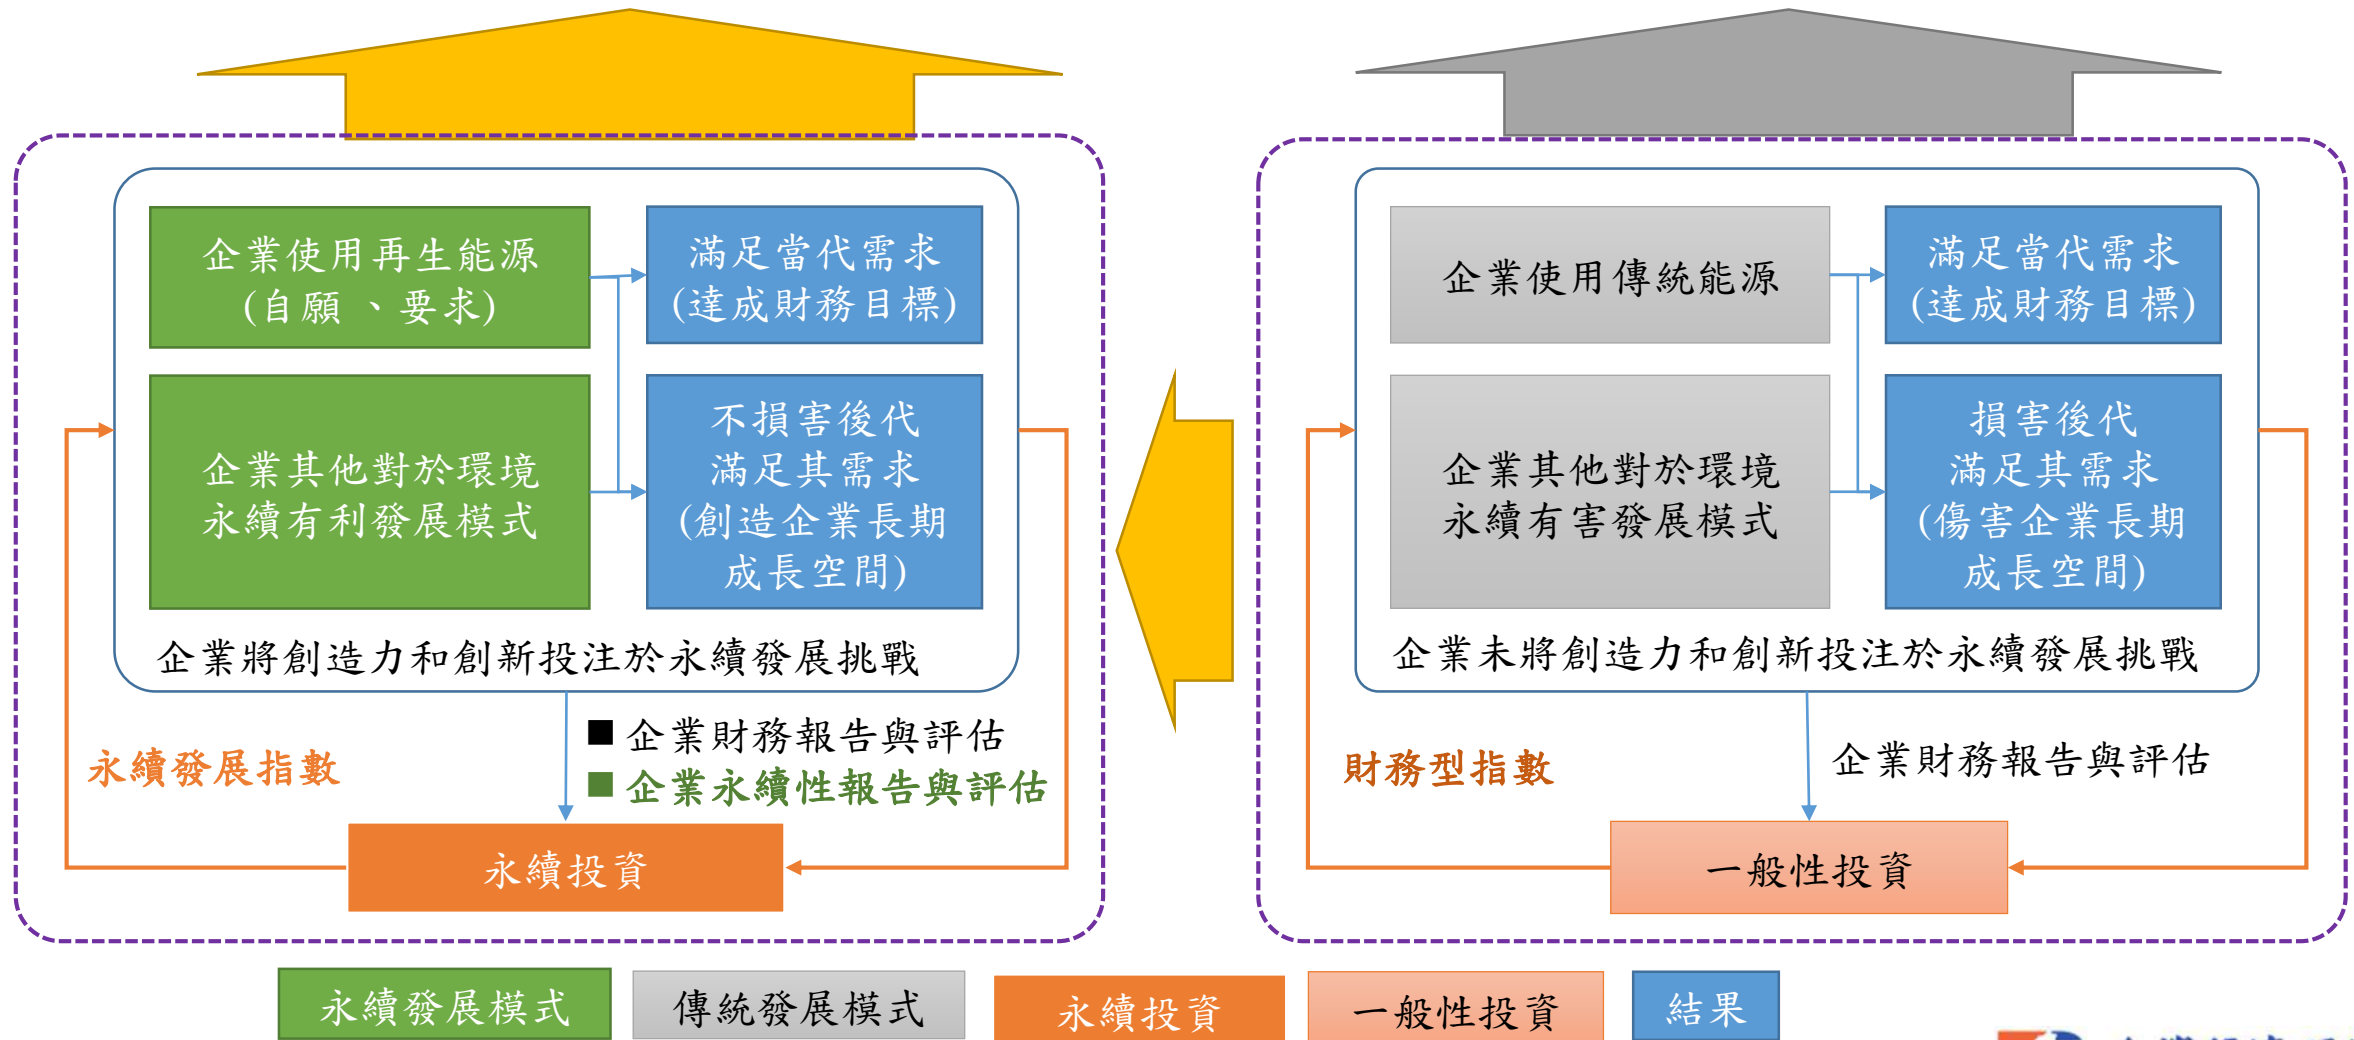 企業使用再生能源
(自願、要求)
滿足當代需求
(達成財務目標)
企業其他對於環境
永續有利發展模式
不損害後代
滿足其需求
(創造企業長期
成長空間)
企業將創造力和創新投注於永續發展挑戰
永續發展指數
■ 企業財務報告與評估
■ 企業永續性報告與評估
永續投資
企業使用傳統能源
滿足當代需求
(達成財務目標)
企業其他對於環境
永續有害發展模式
損害後代
滿足其需求
(傷害企業長期
成長空間)
企業未將創造力和創新投注於永續發展挑戰
財務型指數
企業財務報告與評估
一般性投資
永續發展模式
傳統發展模式
永續投資
一般性投資
結果